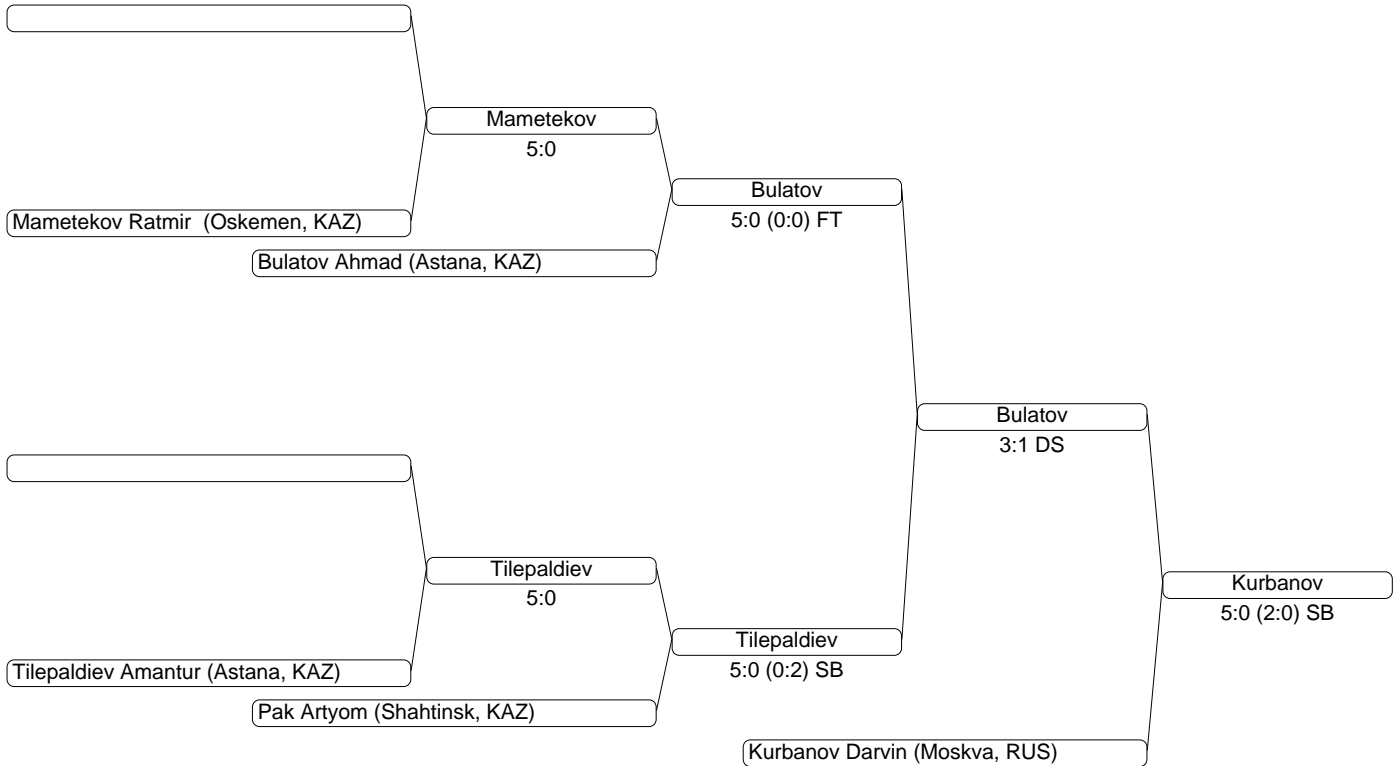 Mametekov
5:0
Bulatov
5:0 (0:0) FT
Mametekov Ratmir  (Oskemen, KAZ)
Bulatov Ahmad (Astana, KAZ)
Bulatov
3:1 DS
Tilepaldiev
5:0
Kurbanov
5:0 (2:0) SB
Tilepaldiev
5:0 (0:2) SB
Tilepaldiev Amantur (Astana, KAZ)
Pak Artyom (Shahtinsk, KAZ)
Kurbanov Darvin (Moskva, RUS)